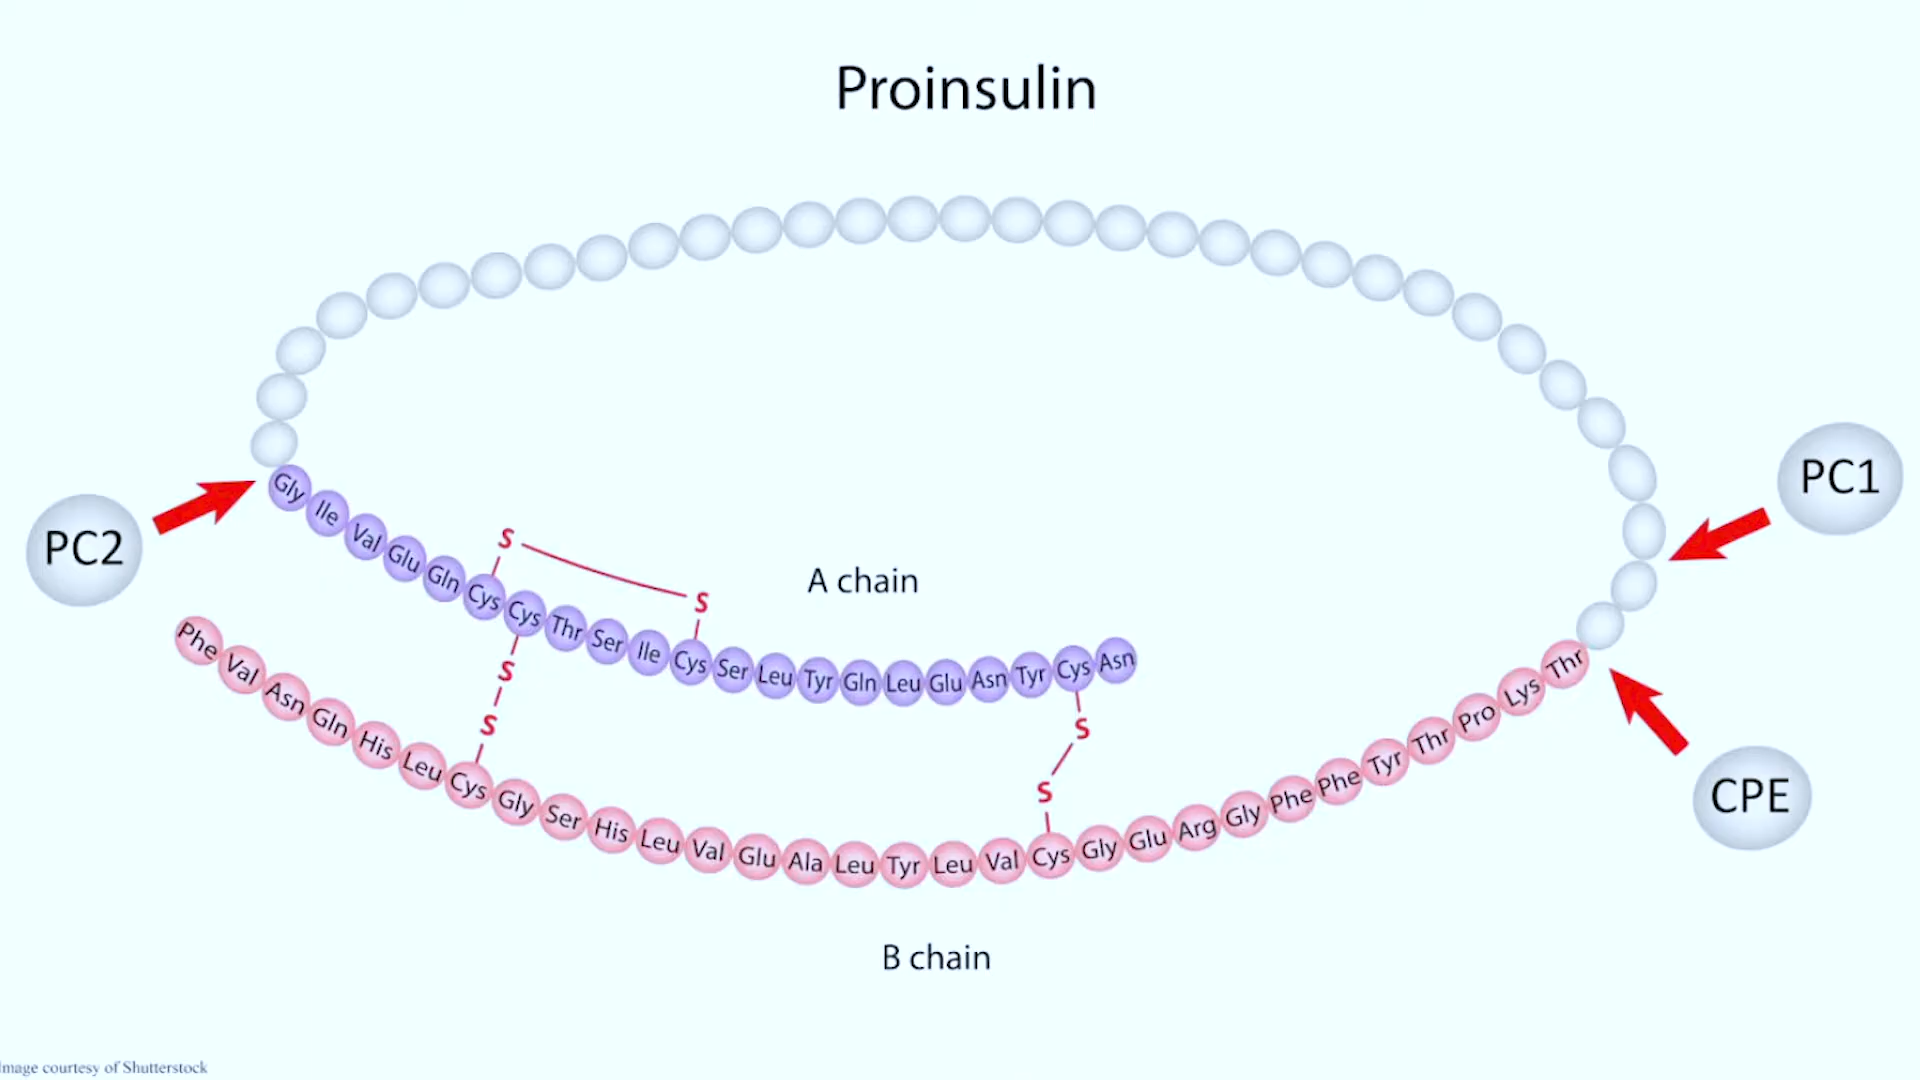 Proinsulin
PC1
PC2
Gly Ile Val Glu Gln Cys Cys Thr Ser Ile Cys Ser Leu Tyr Gln Leu Glu Asn Tyr Cys Asn
S S
A chain
S
S
S
S
Phe Val Asn Gln His Leu Cys Gly Ser His Leu Val Glu Ala Leu Tyr Leu Val Cys Gly Glu Arg Gly Phe Phe Tyr Thr Pro Lys Thr
CPE
B chain
Image courtesy of Shutterstock